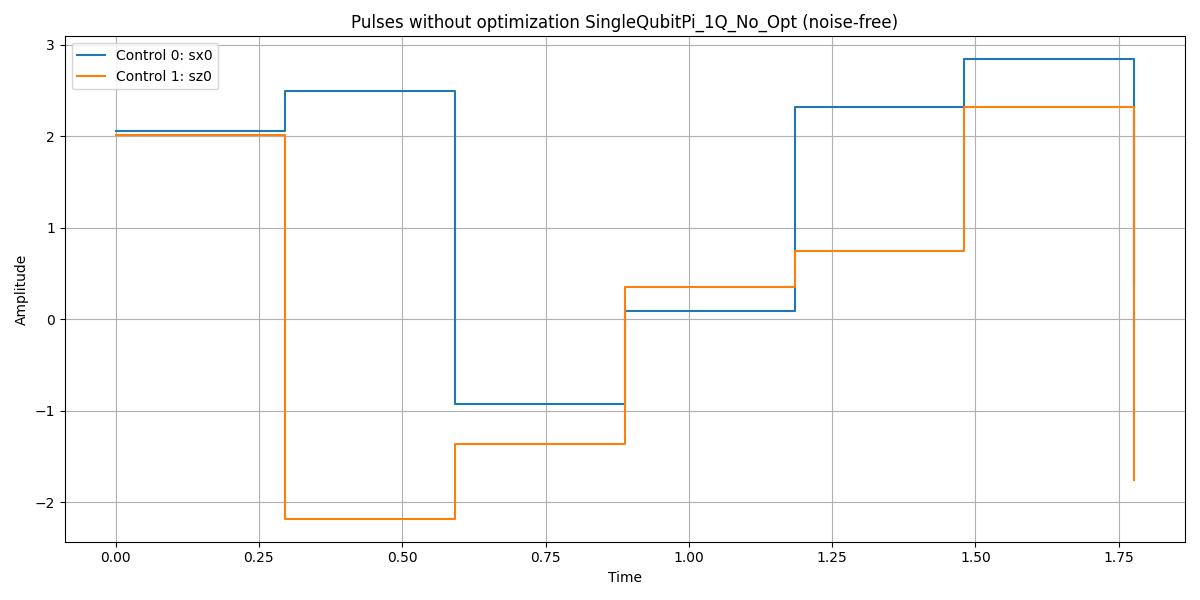 Pulses without optimization SingleQubitPi_1Q_No_Opt (noise-free)
Control 0: sx0
Control 1: sz0
Amplitude
3
2
1
0
−1
−2
0.00 0.25 0.50 0.75 1.00 1.25 1.50 1.75
Time